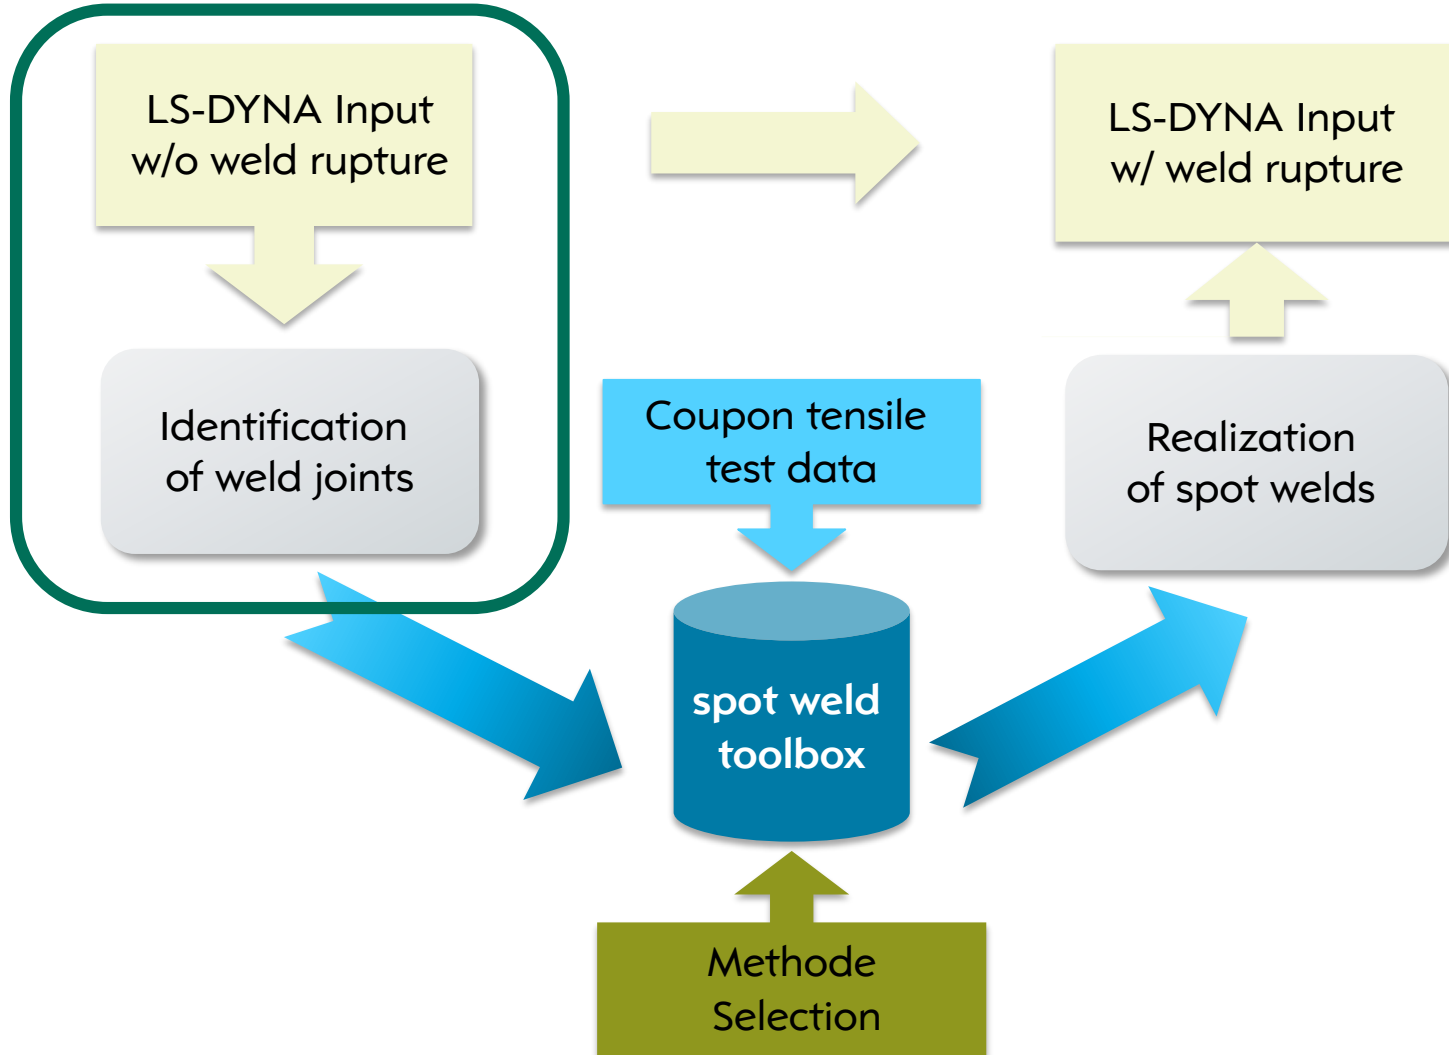 LS-DYNA Input
w/o weld rupture
LS-DYNA Input
w/ weld rupture
Identification
of weld joints
Coupon tensile
test data
Realization
of spot welds
spot weld
toolbox
Methode
Selection